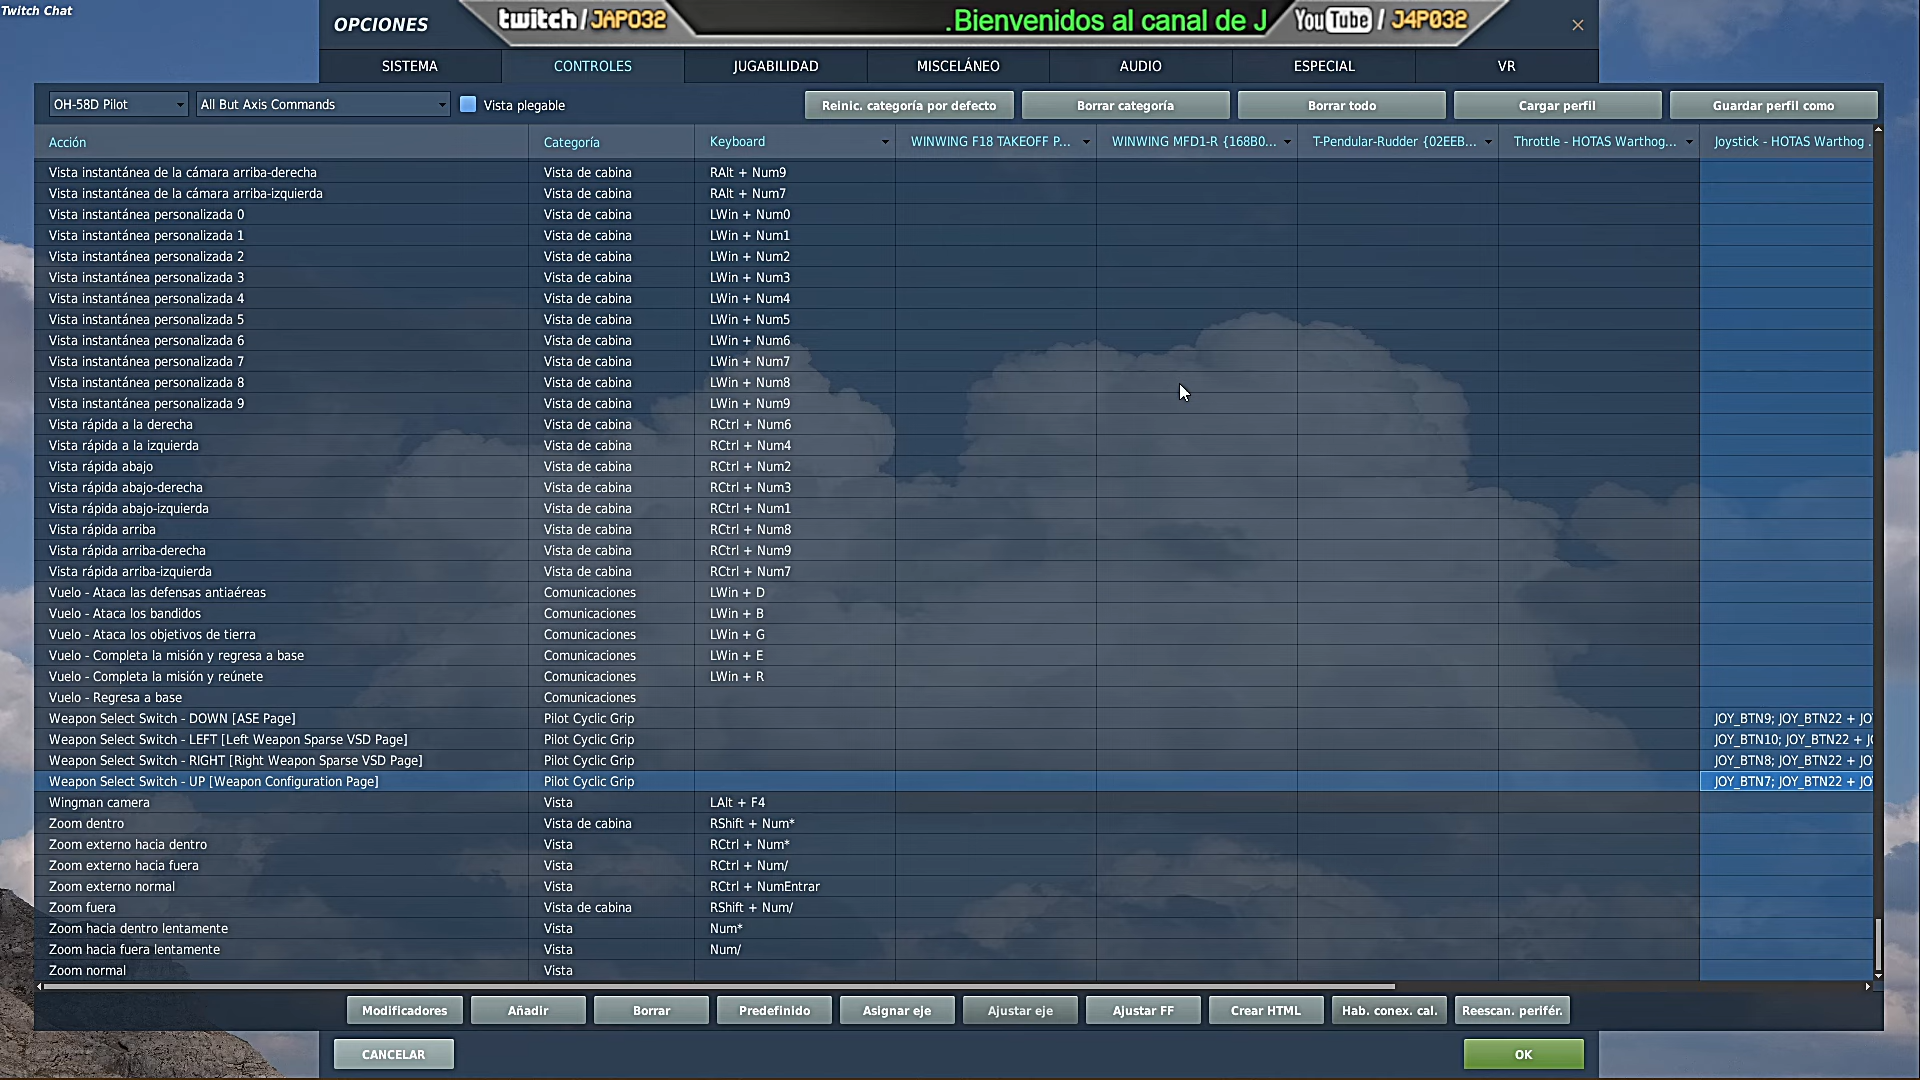 Twitch Chat
OPCIONES
twitch / JAPO32
.Bienvenidos al canal de J
YouTube / J4P032
SISTEMA CONTROLES JUGABILIDAD MISCELÁNEO AUDIO ESPECIAL VR
OH-58D Pilot All But Axis Commands Vista plegable Reinic. categoría por defecto Borrar categoría Borrar todo Cargar perfil Guardar perfil como
Acción Categoría Keyboard WINWING F18 TAKEOFF P... WINWING MFD1-R {168B0... T-Pendular-Rudder {02EEB... Throttle - HOTAS Warthog... Joystick - HOTAS Warthog .
Vista instantánea de la cámara arriba-derecha Vista de cabina RAlt + Num9
Vista instantánea de la cámara arriba-izquierda Vista de cabina RAlt + Num7
Vista instantánea personalizada 0 Vista de cabina LWin + Num0
Vista instantánea personalizada 1 Vista de cabina LWin + Num1
Vista instantánea personalizada 2 Vista de cabina LWin + Num2
Vista instantánea personalizada 3 Vista de cabina LWin + Num3
Vista instantánea personalizada 4 Vista de cabina LWin + Num4
Vista instantánea personalizada 5 Vista de cabina LWin + Num5
Vista instantánea personalizada 6 Vista de cabina LWin + Num6
Vista instantánea personalizada 7 Vista de cabina LWin + Num7
Vista instantánea personalizada 8 Vista de cabina LWin + Num8
Vista instantánea personalizada 9 Vista de cabina LWin + Num9
Vista rápida a la derecha Vista de cabina RCtrl + Num6
Vista rápida a la izquierda Vista de cabina RCtrl + Num4
Vista rápida abajo Vista de cabina RCtrl + Num2
Vista rápida abajo-derecha Vista de cabina RCtrl + Num3
Vista rápida abajo-izquierda Vista de cabina RCtrl + Num1
Vista rápida arriba Vista de cabina RCtrl + Num8
Vista rápida arriba-derecha Vista de cabina RCtrl + Num9
Vista rápida arriba-izquierda Vista de cabina RCtrl + Num7
Vuelo - Ataca las defensas antiaéreas Comunicaciones LWin + D
Vuelo - Ataca los bandidos Comunicaciones LWin + B
Vuelo - Ataca los objetivos de tierra Comunicaciones LWin + G
Vuelo - Completa la misión y regresa a base Comunicaciones LWin + E
Vuelo - Completa la misión y reúnete Comunicaciones LWin + R
Vuelo - Regresa a base Comunicaciones
Weapon Select Switch - DOWN [ASE Page] Pilot Cyclic Grip JOY_BTN9; JOY_BTN22 + JO
Weapon Select Switch - LEFT [Left Weapon Sparse VSD Page] Pilot Cyclic Grip JOY_BTN10; JOY_BTN22 + J
Weapon Select Switch - RIGHT [Right Weapon Sparse VSD Page] Pilot Cyclic Grip JOY_BTN8; JOY_BTN22 + JO
Weapon Select Switch - UP [Weapon Configuration Page] Pilot Cyclic Grip JOY_BTN7; JOY_BTN22 + JO
Wingman camera Vista LAlt + F4
Zoom dentro Vista de cabina RShift + Num*
Zoom externo hacia dentro Vista RCtrl + Num*
Zoom externo hacia fuera Vista RCtrl + Num/
Zoom externo normal Vista RCtrl + NumEntrar
Zoom fuera Vista de cabina RShift + Num/
Zoom hacia dentro lentamente Vista Num*
Zoom hacia fuera lentamente Vista Num/
Zoom normal Vista
Modificadores Añadir Borrar Predefinido Asignar eje Ajustar eje Ajustar FF Crear HTML Hab. conex. cal. Reescan. perifér.
CANCELAR OK